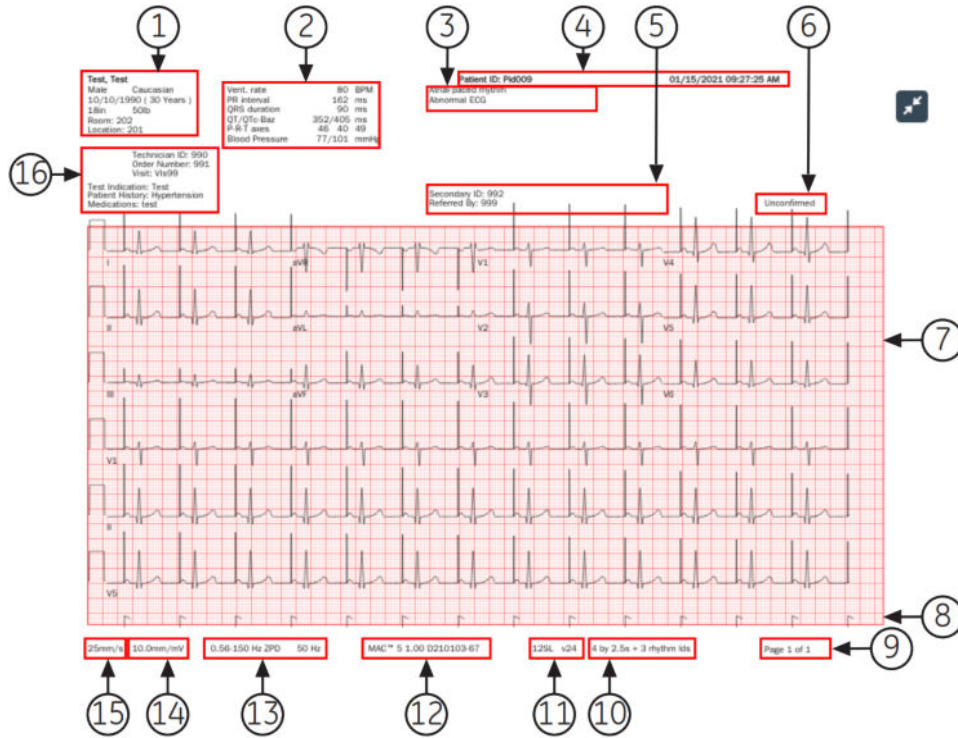 1 2 3 4 5 6
Test, Test
Male Caucasian
10/10/1990 ( 30 Years )
18in 50lb
Room: 202
Location: 201
Vent. rate 80 BPM
PR interval 162 ms
QRS duration 90 ms
QT/QTc-Baz 352/405 ms
P-R-T axes 46 40 49
Blood Pressure 77/101 mmHg
Patient ID: Pid009 01/15/2021 09:27:25 AM
Atrial paced rhythm
Abnormal ECG
16
Technician ID: 990
Order Number: 991
Visit: Vis99
Test Indication: Test
Patient History: Hypertension
Medications: test
Secondary ID: 992
Referred By: 999
Unconfirmed
I aVR V1 V4
II aVL V2 V5
7
III aVF V3 V6
V1
II
V5
8
25mm/s 10.0mm/mV 0.56-150 Hz ZPD 50 Hz MAC™ 5 1.00 D210103-67 12SL v24 4 by 2.5s + 3 rhythm lds Page 1 of 1
9
15 14 13 12 11 10